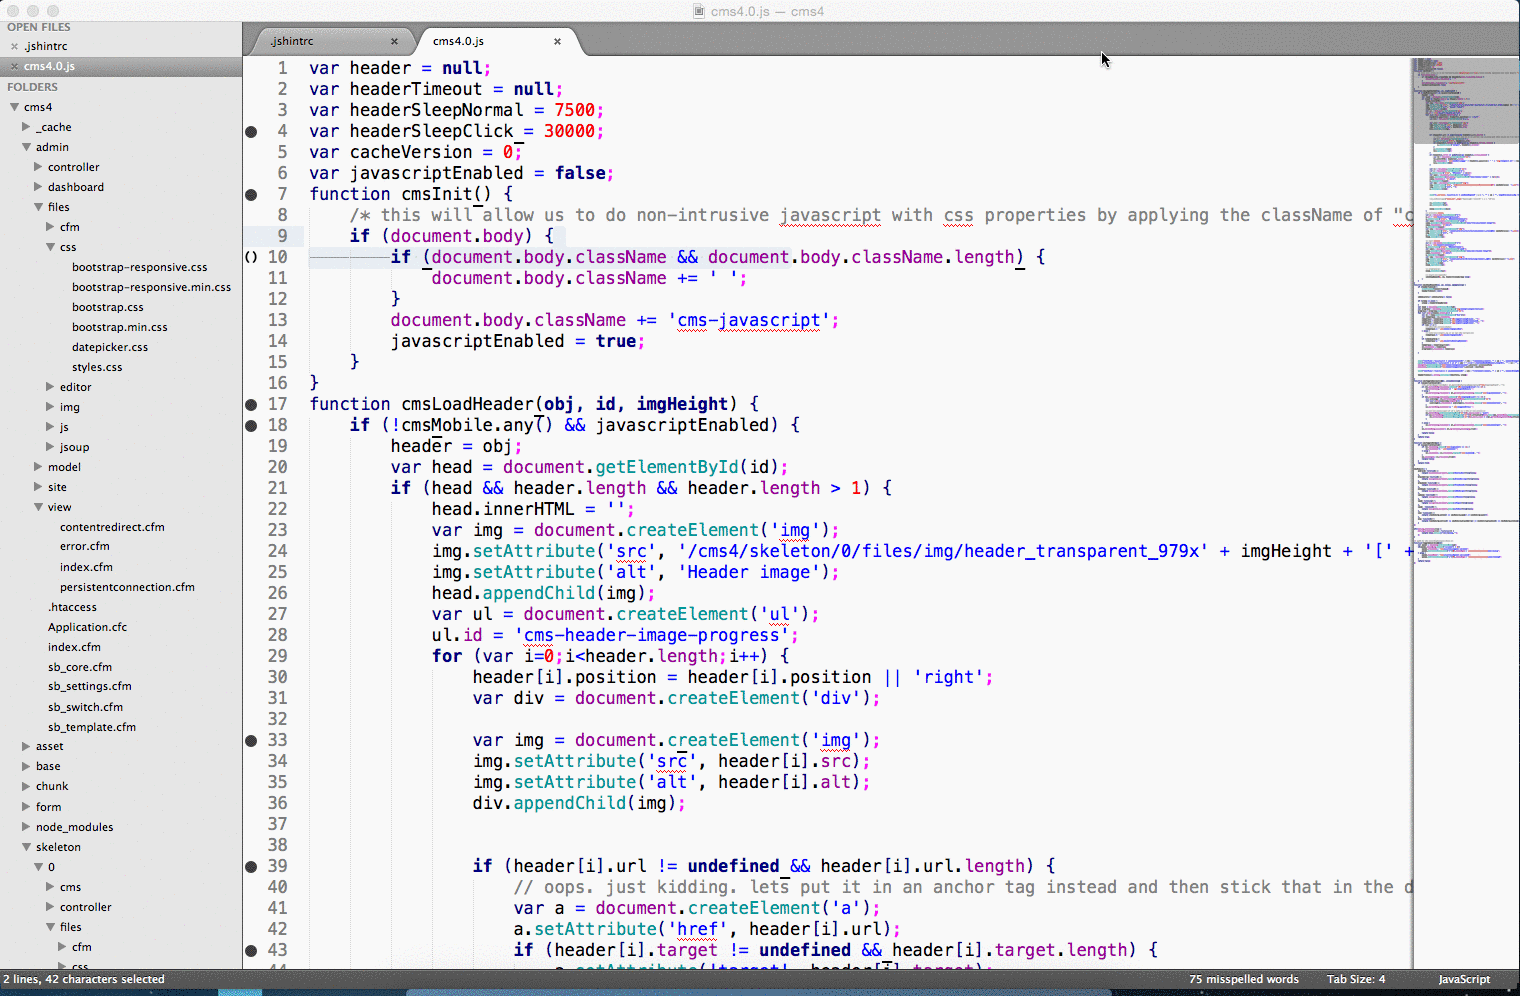 cms4.0.js — cms4
OPEN FILES
.jshintrc
cms4.0.js
FOLDERS
cms4
_cache
admin
controller
dashboard
files
cfm
css
bootstrap-responsive.css
bootstrap-responsive.min.css
bootstrap.css
bootstrap.min.css
datepicker.css
styles.css
editor
img
js
jsoup
model
site
view
contentredirect.cfm
error.cfm
index.cfm
persistentconnection.cfm
.htaccess
Application.cfc
index.cfm
sb_core.cfm
sb_settings.cfm
sb_switch.cfm
sb_template.cfm
asset
base
chunk
form
node_modules
skeleton
0
cms
controller
files
cfm
css
.jshintrc
cms4.0.js
1 var header = null;
2 var headerTimeout = null;
3 var headerSleepNormal = 7500;
4 var headerSleepClick = 30000;
5 var cacheVersion = 0;
6 var javascriptEnabled = false;
7 function cmsInit() {
8 /* this will allow us to do non-intrusive javascript with css properties by applying the className of "c
9 if (document.body) {
10 if (document.body.className && document.body.className.length) {
11 document.body.className += ' ';
12 }
13 document.body.className += 'cms-javascript';
14 javascriptEnabled = true;
15 }
16 }
17 function cmsLoadHeader(obj, id, imgHeight) {
18 if (!cmsMobile.any() && javascriptEnabled) {
19 header = obj;
20 var head = document.getElementById(id);
21 if (head && header.length && header.length > 1) {
22 head.innerHTML = '';
23 var img = document.createElement('img');
24 img.setAttribute('src', '/cms4/skeleton/0/files/img/header_transparent_979x' + imgHeight + '[' +
25 img.setAttribute('alt', 'Header image');
26 head.appendChild(img);
27 var ul = document.createElement('ul');
28 ul.id = 'cms-header-image-progress';
29 for (var i=0;i<header.length;i++) {
30 header[i].position = header[i].position || 'right';
31 var div = document.createElement('div');
32
33 var img = document.createElement('img');
34 img.setAttribute('src', header[i].src);
35 img.setAttribute('alt', header[i].alt);
36 div.appendChild(img);
37
38
39 if (header[i].url != undefined && header[i].url.length) {
40 // oops. just kidding. lets put it in an anchor tag instead and then stick that in the d
41 var a = document.createElement('a');
42 a.setAttribute('href', header[i].url);
43 if (header[i].target != undefined && header[i].target.length) {
2 lines, 42 characters selected
75 misspelled words
Tab Size: 4
JavaScript